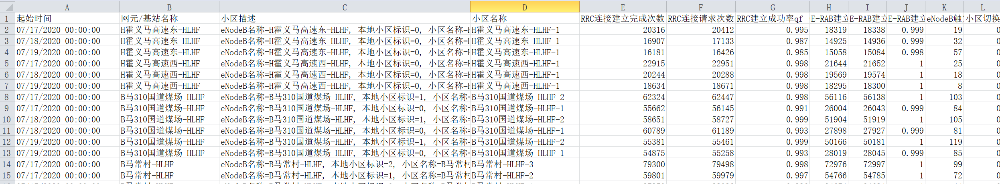 A B C D E F G H I J K L
1 起始时间 网元/基站名称 小区描述 小区名称 RRC连接建立完成次数 RRC连接请求次数 RRC建立成功率qf E-RAB建立 E-RAB建立 E-RAB建立 eNodeB触 小区切换
2 07/17/2020 00:00:00 H霍义马高速东-HLHF eNodeB名称=H霍义马高速东-HLHF, 本地小区标识=0, 小区名称=H H霍义马高速东-HLHF-1 20316 20412 0.995 18319 18338 0.999 19 0
3 07/18/2020 00:00:00 H霍义马高速东-HLHF eNodeB名称=H霍义马高速东-HLHF, 本地小区标识=0, 小区名称=H H霍义马高速东-HLHF-1 16907 17133 0.987 14925 14936 0.999 32 0
4 07/19/2020 00:00:00 H霍义马高速东-HLHF eNodeB名称=H霍义马高速东-HLHF, 本地小区标识=0, 小区名称=H H霍义马高速东-HLHF-1 16181 16426 0.985 15058 15084 0.998 57 0
5 07/17/2020 00:00:00 H霍义马高速西-HLHF eNodeB名称=H霍义马高速西-HLHF, 本地小区标识=0, 小区名称=H H霍义马高速西-HLHF-1 22915 22951 0.998 21644 21652 1 25 0
6 07/18/2020 00:00:00 H霍义马高速西-HLHF eNodeB名称=H霍义马高速西-HLHF, 本地小区标识=0, 小区名称=H H霍义马高速西-HLHF-1 20244 20288 0.998 19569 19574 1 18 0
7 07/19/2020 00:00:00 H霍义马高速西-HLHF eNodeB名称=H霍义马高速西-HLHF, 本地小区标识=0, 小区名称=H H霍义马高速西-HLHF-1 18634 18671 0.998 18295 18300 1 8 0
8 07/17/2020 00:00:00 B马310国道煤场-HLHF eNodeB名称=B马310国道煤场-HLHF, 本地小区标识=1, 小区名称= B马310国道煤场-HLHF-2 62324 62447 0.998 56116 56138 1 103 0
9 07/17/2020 00:00:00 B马310国道煤场-HLHF eNodeB名称=B马310国道煤场-HLHF, 本地小区标识=0, 小区名称= B马310国道煤场-HLHF-1 55662 56145 0.991 26004 26043 0.999 84 0
10 07/18/2020 00:00:00 B马310国道煤场-HLHF eNodeB名称=B马310国道煤场-HLHF, 本地小区标识=1, 小区名称= B马310国道煤场-HLHF-2 58651 58727 0.999 51904 51919 1 105 0
11 07/18/2020 00:00:00 B马310国道煤场-HLHF eNodeB名称=B马310国道煤场-HLHF, 本地小区标识=0, 小区名称= B马310国道煤场-HLHF-1 60789 61189 0.993 27898 27927 0.999 81 0
12 07/19/2020 00:00:00 B马310国道煤场-HLHF eNodeB名称=B马310国道煤场-HLHF, 本地小区标识=1, 小区名称= B马310国道煤场-HLHF-2 55381 55461 0.999 50166 50181 1 119 0
13 07/19/2020 00:00:00 B马310国道煤场-HLHF eNodeB名称=B马310国道煤场-HLHF, 本地小区标识=0, 小区名称= B马310国道煤场-HLHF-1 54875 55258 0.993 28019 28045 0.999 85 0
14 07/17/2020 00:00:00 B马常村-HLHF eNodeB名称=B马常村-HLHF, 本地小区标识=2, 小区名称=B马常村 B马常村-HLHF-3 79300 79498 0.998 72976 72997 1 99 0
15 07/17/2020 00:00:00 B马常村-HLHF eNodeB名称=B马常村-HLHF, 本地小区标识=1, 小区名称=B马常村 B马常村-HLHF-2 59801 59979 0.997 54766 54785 1 72 0